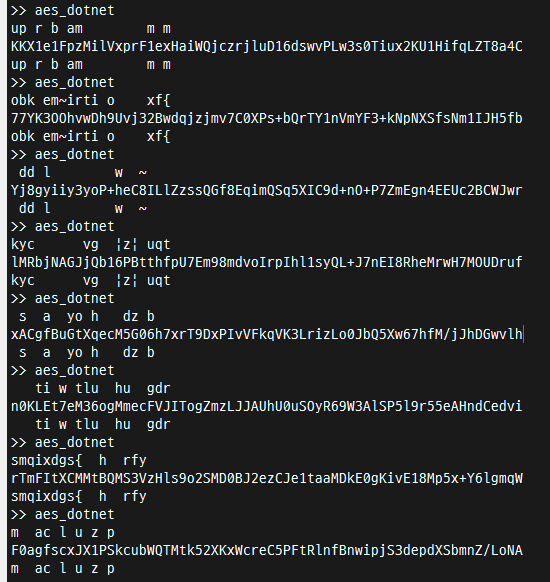 >> aes_dotnet
up r b am        m m
KKX1e1FpzMilVxprF1exHaiWQjczrjluD16dswvPLw3s0Tiux2KU1HifqLZT8a4C
up r b am        m m
>> aes_dotnet
obk em~irti o    xf{
77YK3OOhvwDh9Uvj32Bwdqjzjmv7C0XPs+bQrTY1nVmYF3+kNpNXSfsNm1IJH5fb
obk em~irti o    xf{
>> aes_dotnet
 dd l        w  ~
Yj8gyiiy3yoP+heC8ILlZzssQGf8EqimQSq5XIC9d+nO+P7ZmEgn4EEUc2BCWJwr
 dd l        w  ~
>> aes_dotnet
kyc      vg  ¦z¦ uqt
lMRbjNAGJjQb16PBtthfpU7Em98mdvoIrpIhl1syQL+J7nEI8RheMrwH7MOUDruf
kyc      vg  ¦z¦ uqt
>> aes_dotnet
 s  a  yo h   dz b
xACgfBuGtXqecM5G06h7xrT9DxPIvVFkqVK3LrizLo0JbQ5Xw67hfM/jJhDGwvlh
 s  a  yo h   dz b
>> aes_dotnet
   ti w tlu  hu  gdr
n0KLEt7eM36ogMmecFVJITogZmzLJJAUhU0uSOyR69W3AlSP5l9r55eAHndCedvi
   ti w tlu  hu  gdr
>> aes_dotnet
smqixdgs{  h  rfy
rTmFItXCMMtBQMS3VzHls9o2SMD0BJ2ezCJe1taaMDkE0gKivE18Mp5x+Y6lgmqW
smqixdgs{  h  rfy
>> aes_dotnet
m  ac l u z p
F0agfscxJX1PSkcubWQTMtk52XKxWcreC5PFtRlnfBnwipjS3depdXSbmnZ/LoNA
m  ac l u z p